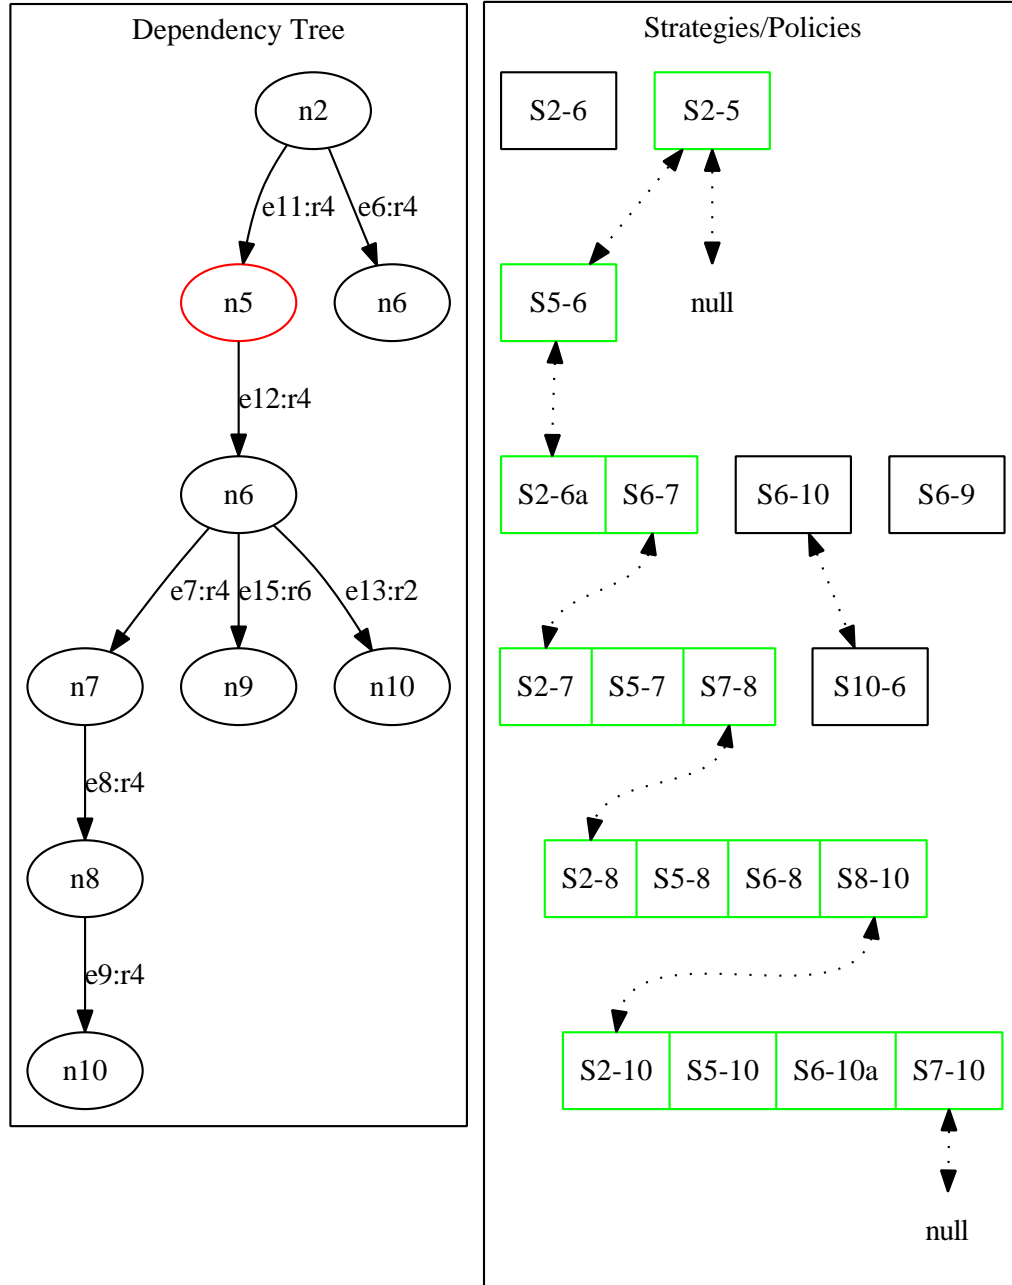 Dependency Tree
n2
e11:r4 e6:r4
n5 n6
e12:r4
n6
e7:r4 e15:r6 e13:r2
n7 n9 n10
e8:r4
n8
e9:r4
n10
Strategies/Policies
S2-6 S2-5
S5-6 null
S2-6a S6-7 S6-10 S6-9
S2-7 S5-7 S7-8 S10-6
S2-8 S5-8 S6-8 S8-10
S2-10 S5-10 S6-10a S7-10
null